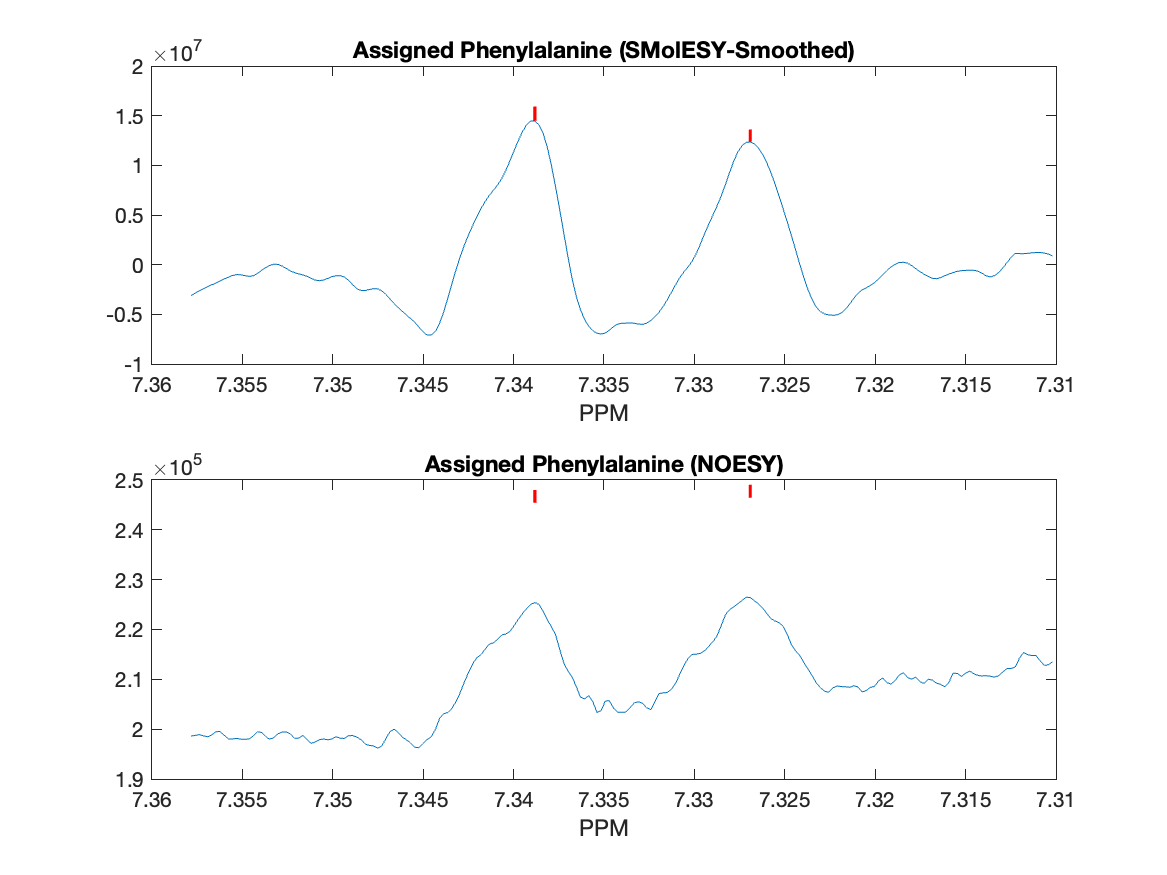 Assigned Phenylalanine (SMolESY-Smoothed)
×10^7
2
1.5
1
0.5
0
-0.5
-1
7.36 7.355 7.35 7.345 7.34 7.335 7.33 7.325 7.32 7.315 7.31
PPM
Assigned Phenylalanine (NOESY)
×10^5
2.5
2.4
2.3
2.2
2.1
2
1.9
7.36 7.355 7.35 7.345 7.34 7.335 7.33 7.325 7.32 7.315 7.31
PPM